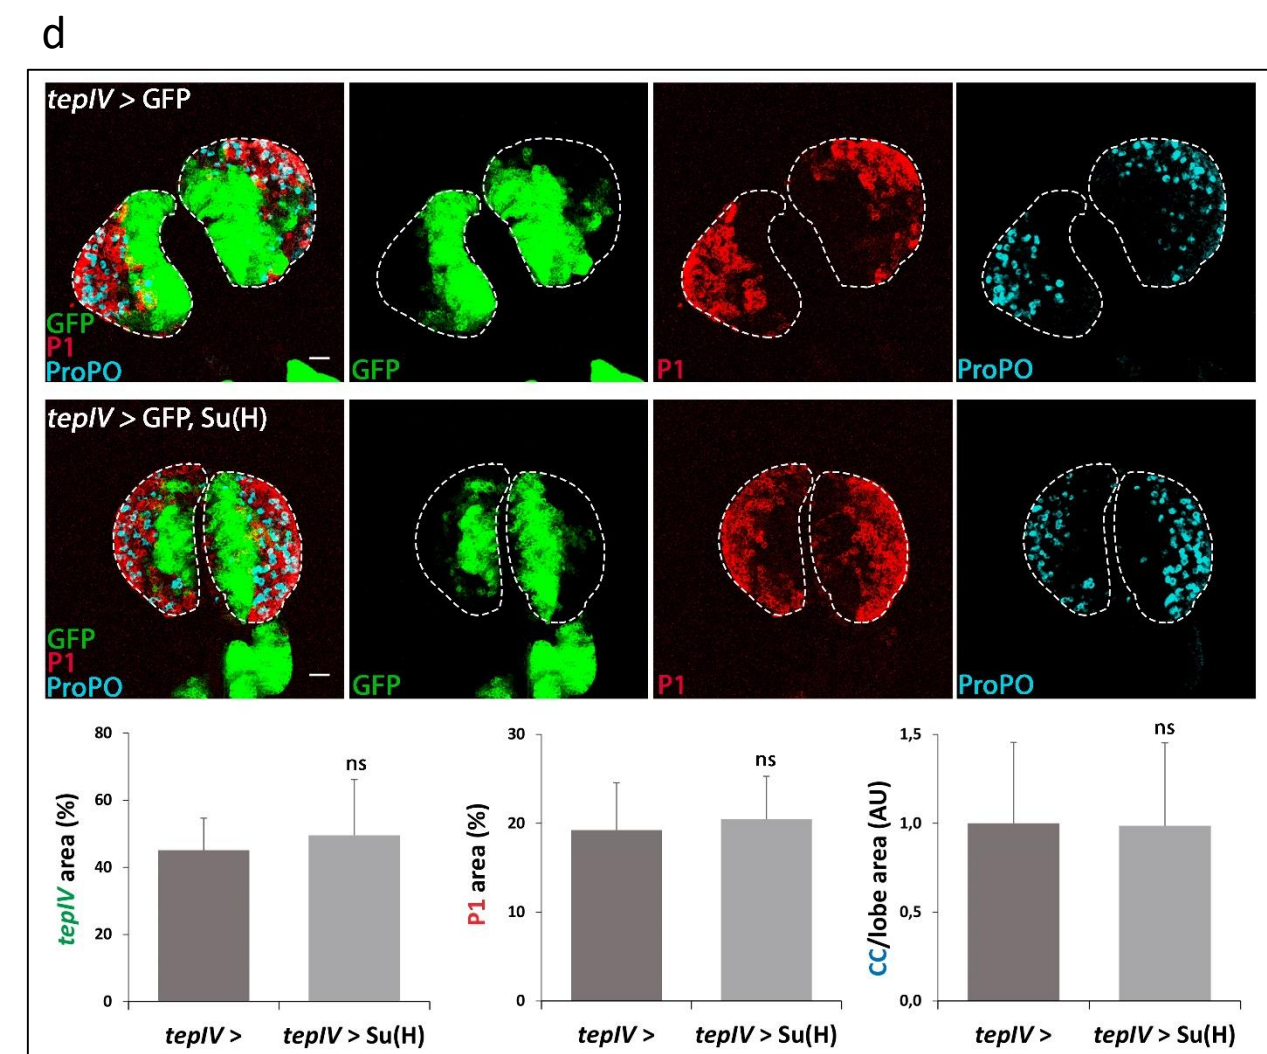 d
tepIV > GFP
GFP
P1
ProPO
GFP
P1
ProPO
tepIV > GFP, Su(H)
GFP
P1
ProPO
GFP
P1
ProPO
tepIV area (%)
80
60
40
20
0
ns
tepIV >
tepIV > Su(H)
P1 area (%)
30
20
10
0
ns
tepIV >
tepIV > Su(H)
CC/lobe area (AU)
1,5
1,0
0,5
0,0
ns
tepIV >
tepIV > Su(H)